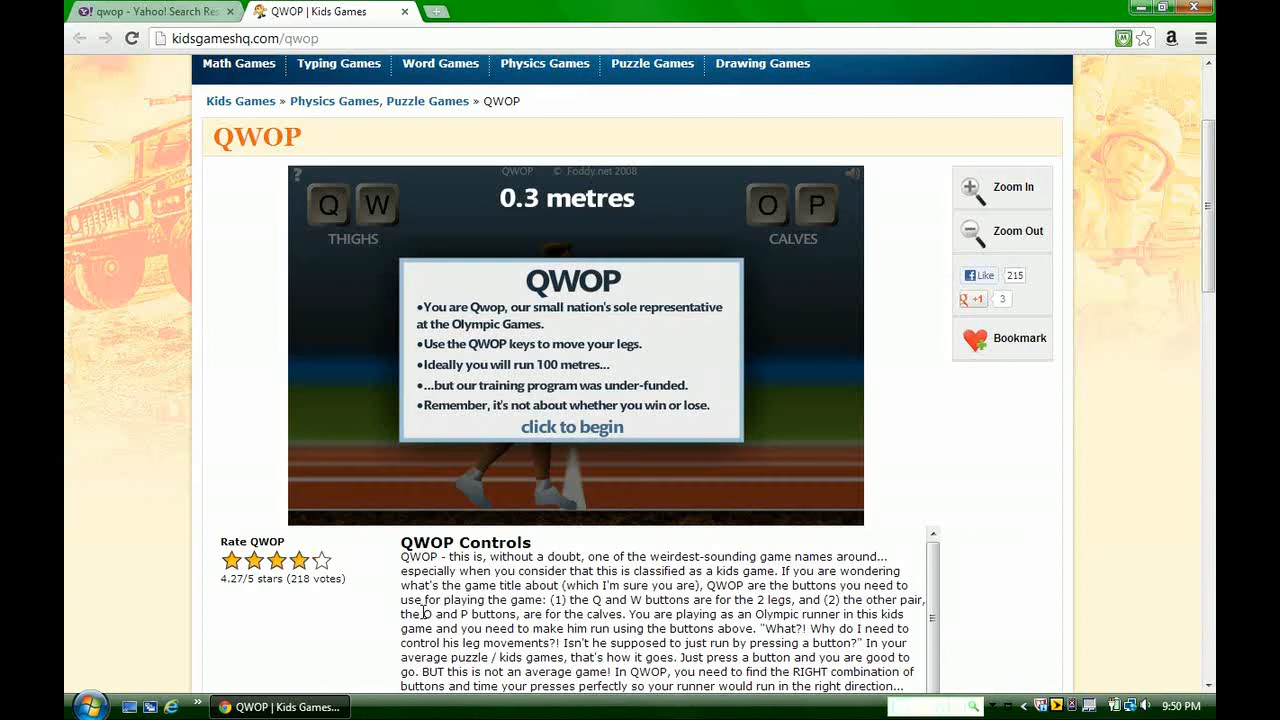 qwop - Yahoo! Search Res
QWOP | Kids Games
kidsgameshq.com/qwop
Math Games Typing Games Word Games Physics Games Puzzle Games Drawing Games
Kids Games » Physics Games, Puzzle Games » QWOP
QWOP
QWOP © Foddy.net 2008
?
Q W
0.3 metres
O P
THIGHS
CALVES
QWOP
•You are Qwop, our small nation's sole representative
at the Olympic Games.
•Use the QWOP keys to move your legs.
•Ideally you will run 100 metres...
•...but our training program was under-funded.
•Remember, it's not about whether you win or lose.
click to begin
Zoom In
Zoom Out
Like 215
+1 3
Bookmark
Rate QWOP
4.27/5 stars (218 votes)
QWOP Controls
QWOP - this is, without a doubt, one of the weirdest-sounding game names around...
especially when you consider that this is classified as a kids game. If you are wondering
what's the game title about (which I'm sure you are), QWOP are the buttons you need to
use for playing the game: (1) the Q and W buttons are for the 2 legs, and (2) the other pair,
the O and P buttons, are for the calves. You are playing as an Olympic runner in this kids
game and you need to make him run using the buttons above. "What?! Why do I need to
control his leg movements?! Isn't he supposed to just run by pressing a button?" In your
average puzzle / kids games, that's how it goes. Just press a button and you are good to
go. BUT this is not an average game! In QWOP, you need to find the RIGHT combination of
buttons and time your presses perfectly so your runner would run in the right direction...
QWOP | Kids Games...
9:50 PM